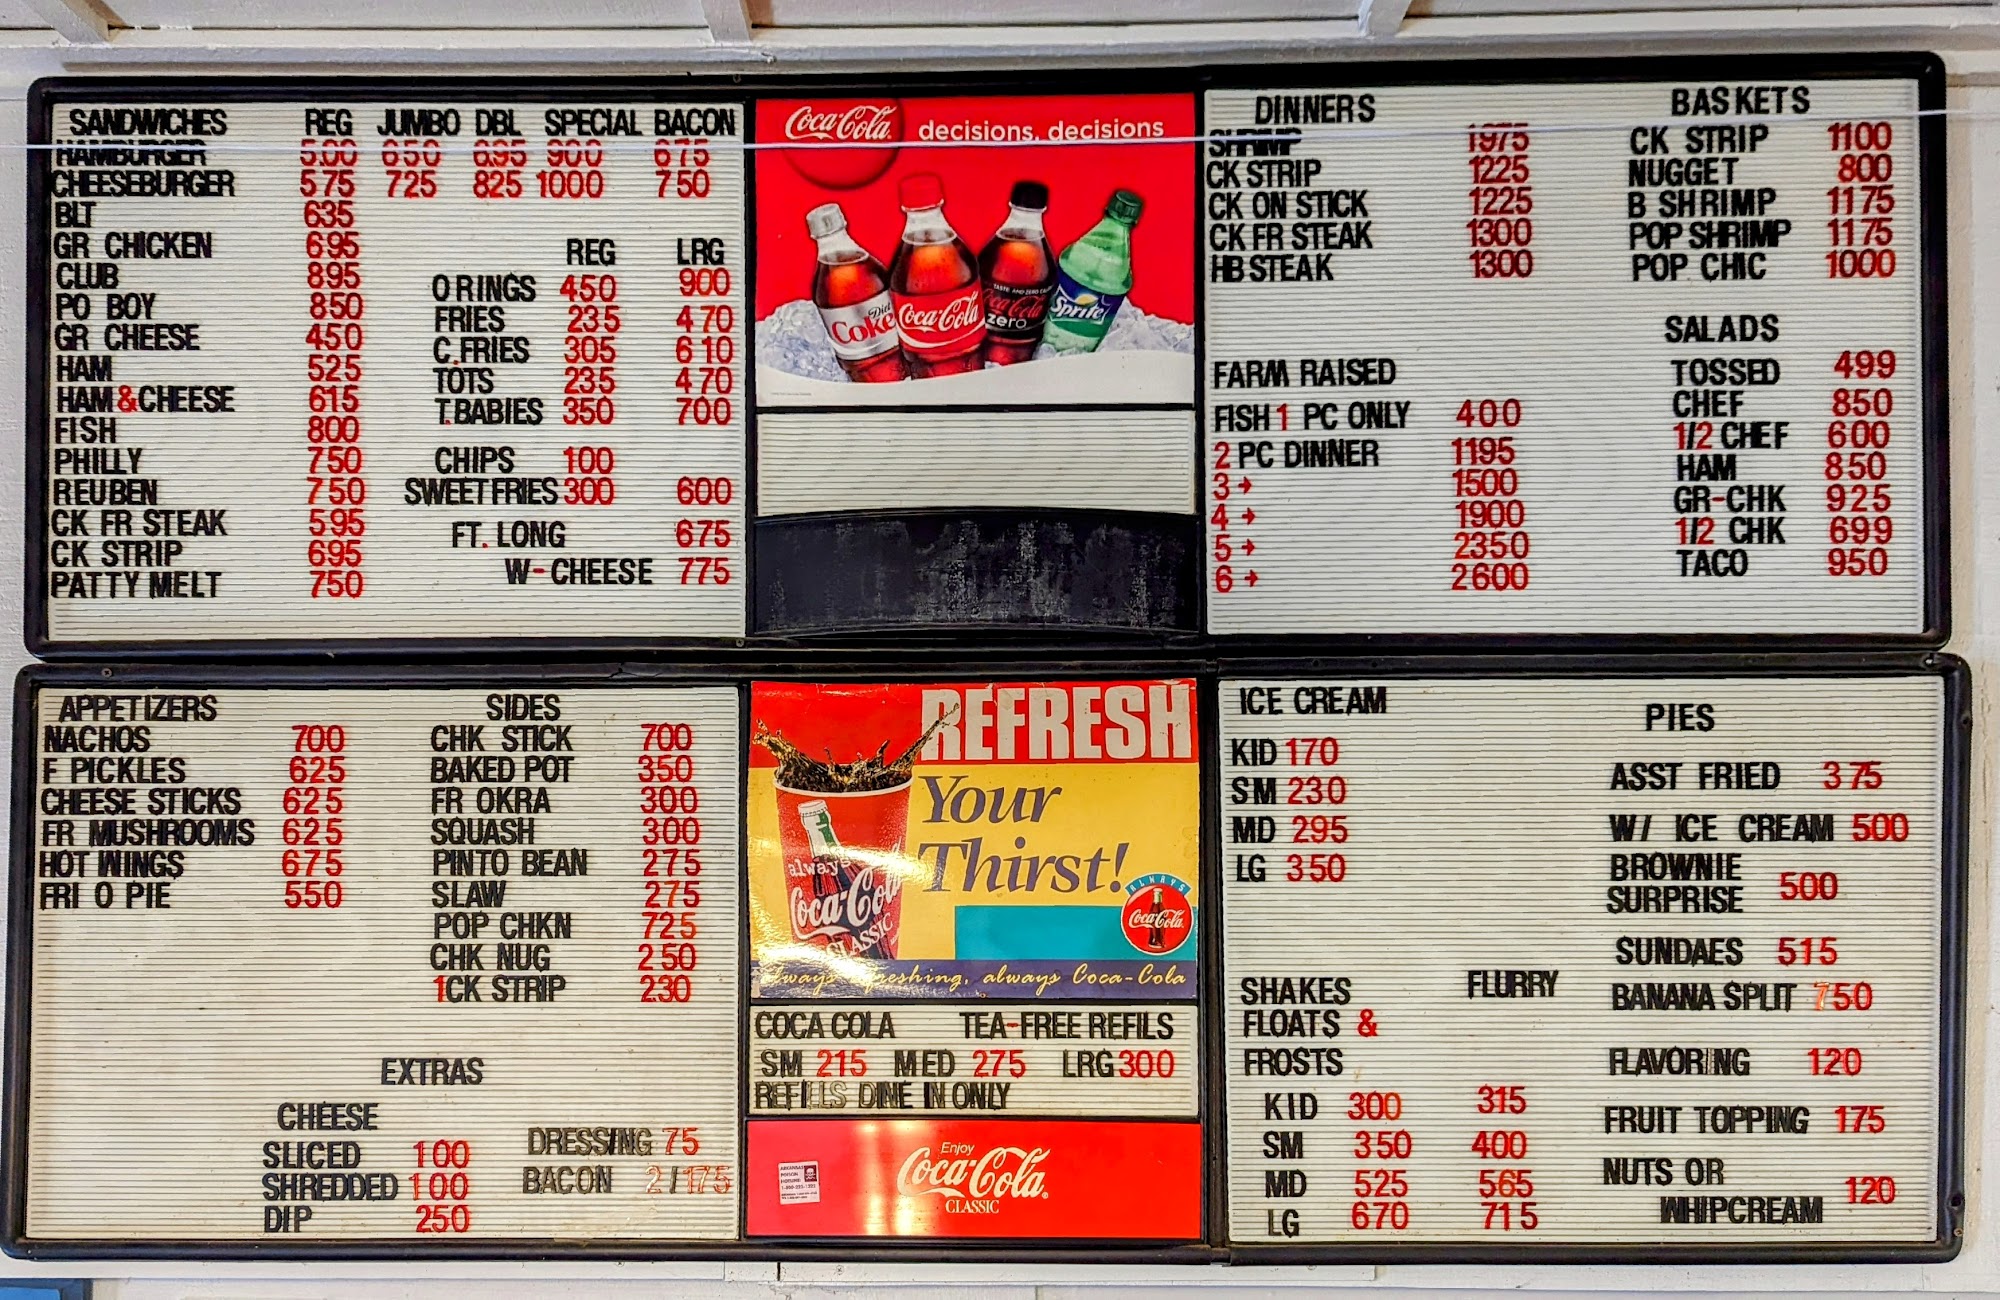 SANDWICHES REG JUMBO DBL SPECIAL BACON
HAMBURGER 500 650 695 900 675
CHEESEBURGER 575 725 825 1000 750
BLT 635
GR CHICKEN 695
CLUB 895
PO BOY 850
GR CHEESE 450
HAM 525
HAM & CHEESE 615
FISH 800
PHILLY 750
REUBEN 750
CK FR STEAK 595
CK STRIP 695
PATTY MELT 750
REG LRG
O RINGS 450 900
FRIES 235 470
C.FRIES 305 610
TOTS 235 470
T.BABIES 350 700
CHIPS 100
SWEET FRIES 300 600
FT. LONG 675
W-CHEESE 775
Coca-Cola decisions, decisions
Diet Coke
Coca-Cola
Coca-Cola zero
Sprite
DINNERS
SHRIMP 1975
CK STRIP 1225
CK ON STICK 1225
CK FR STEAK 1300
HB STEAK 1300
FARM RAISED
FISH 1 PC ONLY 400
2 PC DINNER 1195
3→ 1500
4→ 1900
5→ 2350
6→ 2600
BASKETS
CK STRIP 1100
NUGGET 800
B SHRIMP 1175
POP SHRIMP 1175
POP CHIC 1000
SALADS
TOSSED 499
CHEF 850
1/2 CHEF 600
HAM 850
GR-CHK 925
1/2 CHK 699
TACO 950
APPETIZERS
NACHOS 700
F PICKLES 625
CHEESE STICKS 625
FR MUSHROOMS 625
HOT WINGS 675
FRI O PIE 550
SIDES
CHK STICK 700
BAKED POT 350
FR OKRA 300
SQUASH 300
PINTO BEAN 275
SLAW 275
POP CHKN 725
CHK NUG 250
1CK STRIP 230
EXTRAS
CHEESE
SLICED 100
SHREDDED 100
DIP 250
DRESSING 75
BACON 2/175
REFRESH
Your
Thirst!
always
Coca-Cola
CLASSIC
ALWAYS
Coca-Cola
always refreshing, always Coca-Cola
COCA COLA TEA-FREE REFILS
SM 215 MED 275 LRG 300
REFILLS DINE IN ONLY
Enjoy
Coca-Cola
CLASSIC
ICE CREAM
KID 170
SM 230
MD 295
LG 350
SHAKES FLURRY
FLOATS &
FROSTS
KID 300 315
SM 350 400
MD 525 565
LG 670 715
PIES
ASST FRIED 375
W/ ICE CREAM 500
BROWNIE
SURPRISE 500
SUNDAES 515
BANANA SPLIT 750
FLAVORING 120
FRUIT TOPPING 175
NUTS OR
WHIPCREAM 120